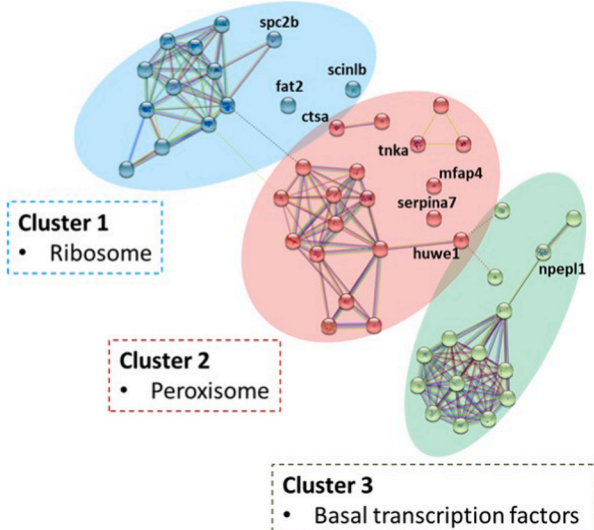 spc2b
scinlb
fat2
ctsa
tnka
mfap4
serpina7
huwe1
npepl1
Cluster 1
• Ribosome
Cluster 2
• Peroxisome
Cluster 3
• Basal transcription factors